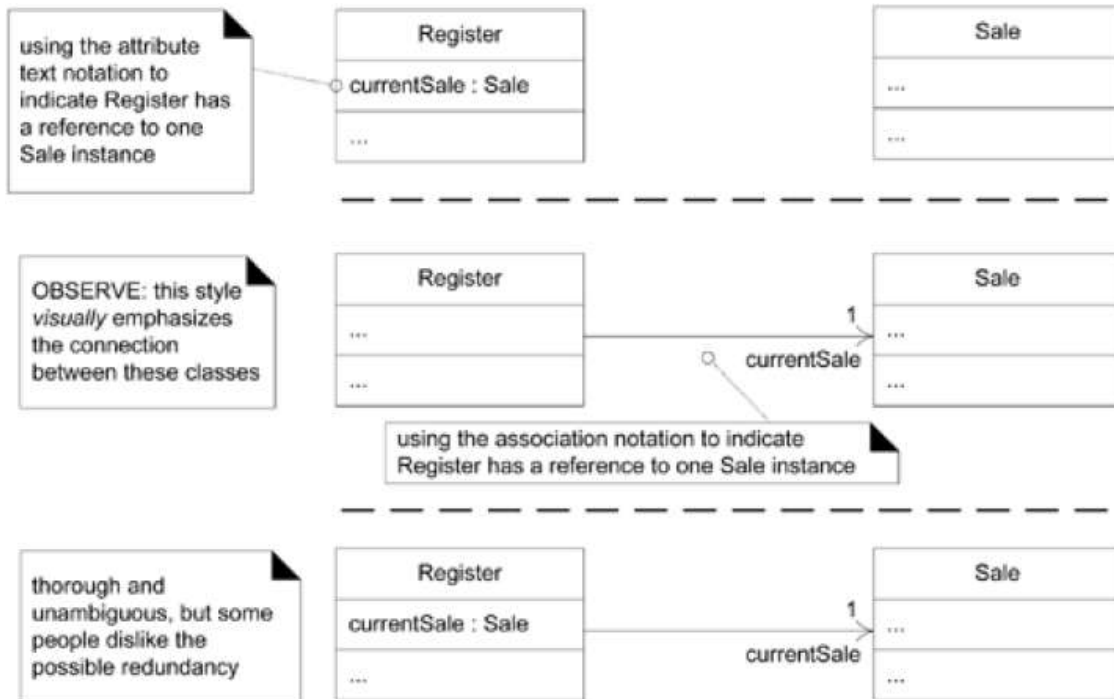 using the attribute
text notation to
indicate Register has
a reference to one
Sale instance
Register
currentSale : Sale
...
Sale
...
...
OBSERVE: this style
visually emphasizes
the connection
between these classes
Register
...
...
1
currentSale
Sale
...
...
using the association notation to indicate
Register has a reference to one Sale instance
thorough and
unambiguous, but some
people dislike the
possible redundancy
Register
currentSale : Sale
...
1
currentSale
Sale
...
...